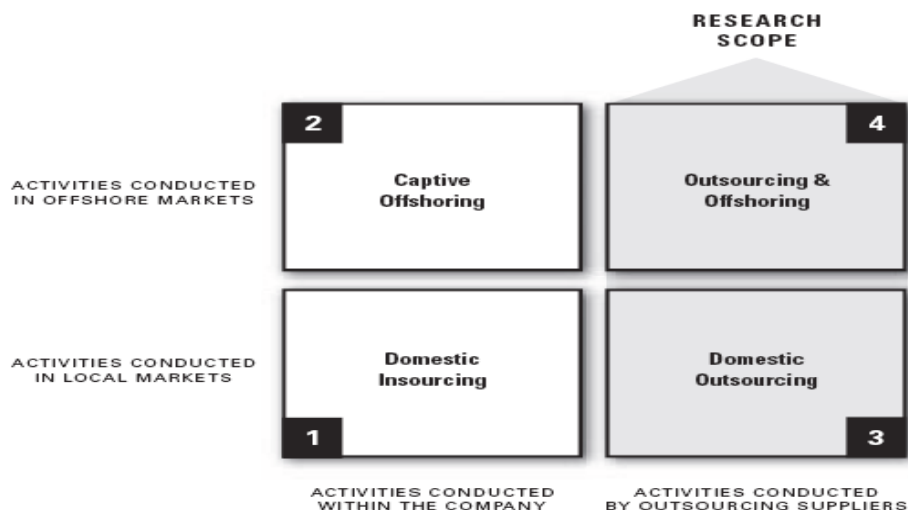 RESEARCH
SCOPE
2
4
ACTIVITIES CONDUCTED
IN OFFSHORE MARKETS
Captive
Offshoring
Outsourcing &
Offshoring
ACTIVITIES CONDUCTED
IN LOCAL MARKETS
Domestic
Insourcing
Domestic
Outsourcing
1
3
ACTIVITIES CONDUCTED
WITHIN THE COMPANY
ACTIVITIES CONDUCTED
BY OUTSOURCING SUPPLIERS